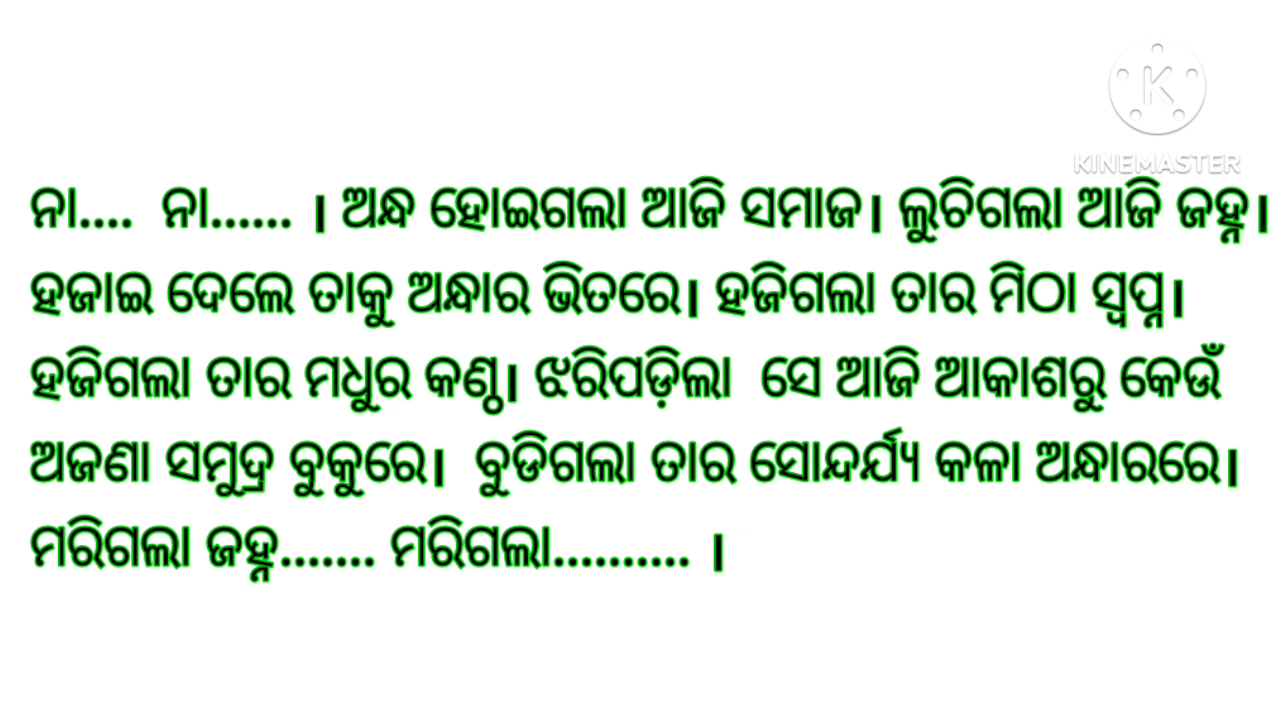 KINEMASTER
ନା.... ନା...... । ଅନ୍ଧ ହୋଇଗଲା ଆଜି ସମାଜ। ଲୁଚିଗଲା ଆଜି ଜହ୍ନ।
ହଜାଇ ଦେଲେ ତାକୁ ଅନ୍ଧାର ଭିତରେ। ହଜିଗଲା ତାର ମିଠା ସ୍ୱପ୍ନ।
ହଜିଗଲା ତାର ମଧୁର କଣ୍ଠ। ଝରିପଡ଼ିଲା ସେ ଆଜି ଆକାଶରୁ କେଉଁ
ଅଜଣା ସମୁଦ୍ର ବୁକୁରେ। ବୁଡିଗଲା ତାର ସୋନ୍ଦର୍ଯ୍ୟ କଳା ଅନ୍ଧାରରେ।
ମରିଗଲା ଜହ୍ନ....... ମରିଗଲା.......... ।